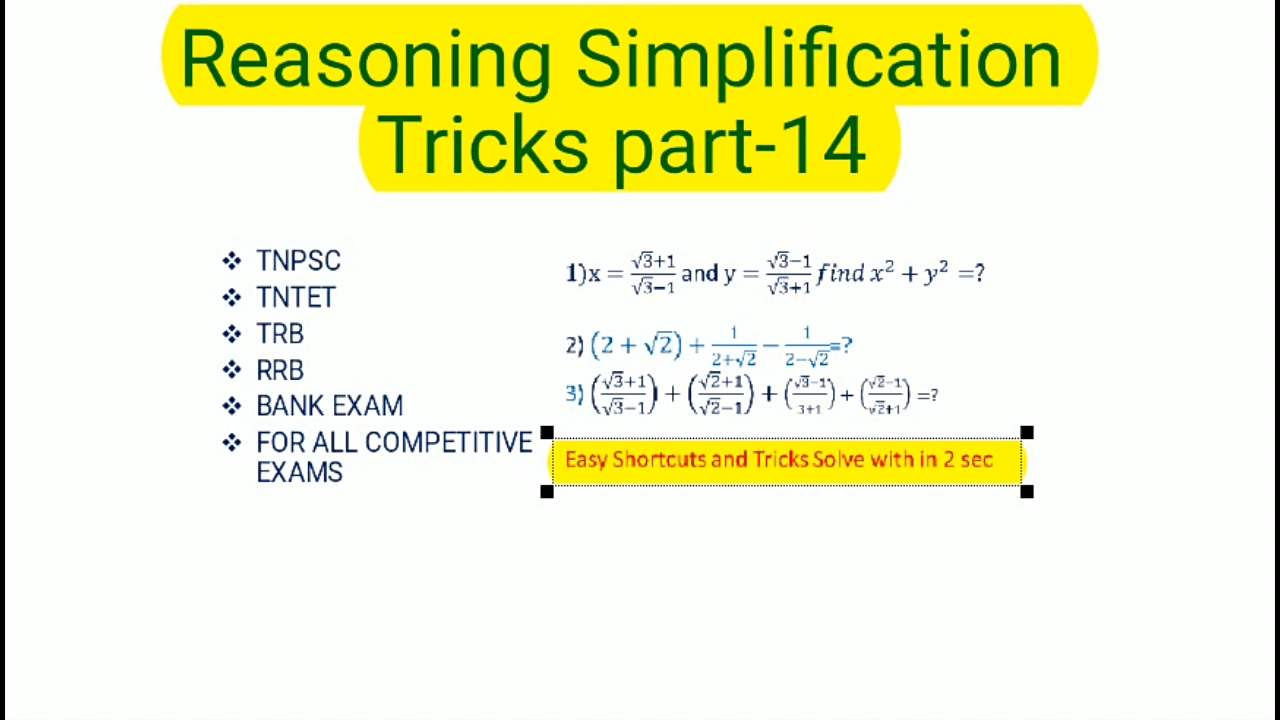 Reasoning Simplification
Tricks part-14
❖ TNPSC
❖ TNTET
❖ TRB
❖ RRB
❖ BANK EXAM
❖ FOR ALL COMPETITIVE
EXAMS
1)x = (√3+1)/(√3−1) and y = (√3−1)/(√3+1) find x² + y² =?
2) (2 + √2) + 1/(2+√2) − 1/(2−√2)=?
3) ((√3+1)/(√3−1)) + ((√2+1)/(√2−1)) + ((√3−1)/(3+1)) + ((√2−1)/(√2+1)) =?
Easy Shortcuts and Tricks Solve with in 2 sec